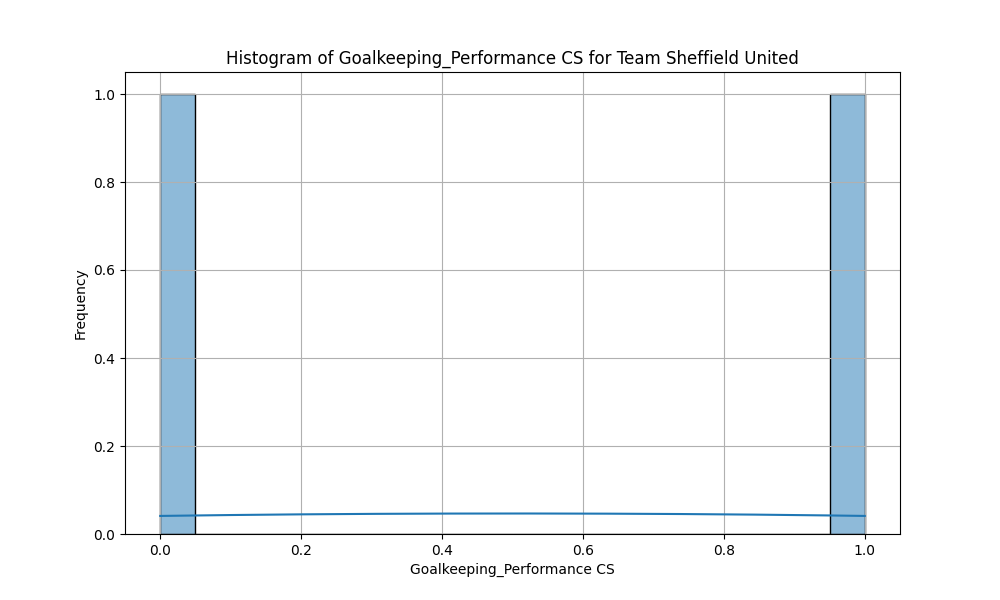 Histogram of Goalkeeping_Performance CS for Team Sheffield United
1.0
0.8
0.6
0.4
0.2
0.0
Frequency
0.0 0.2 0.4 0.6 0.8 1.0
Goalkeeping_Performance CS